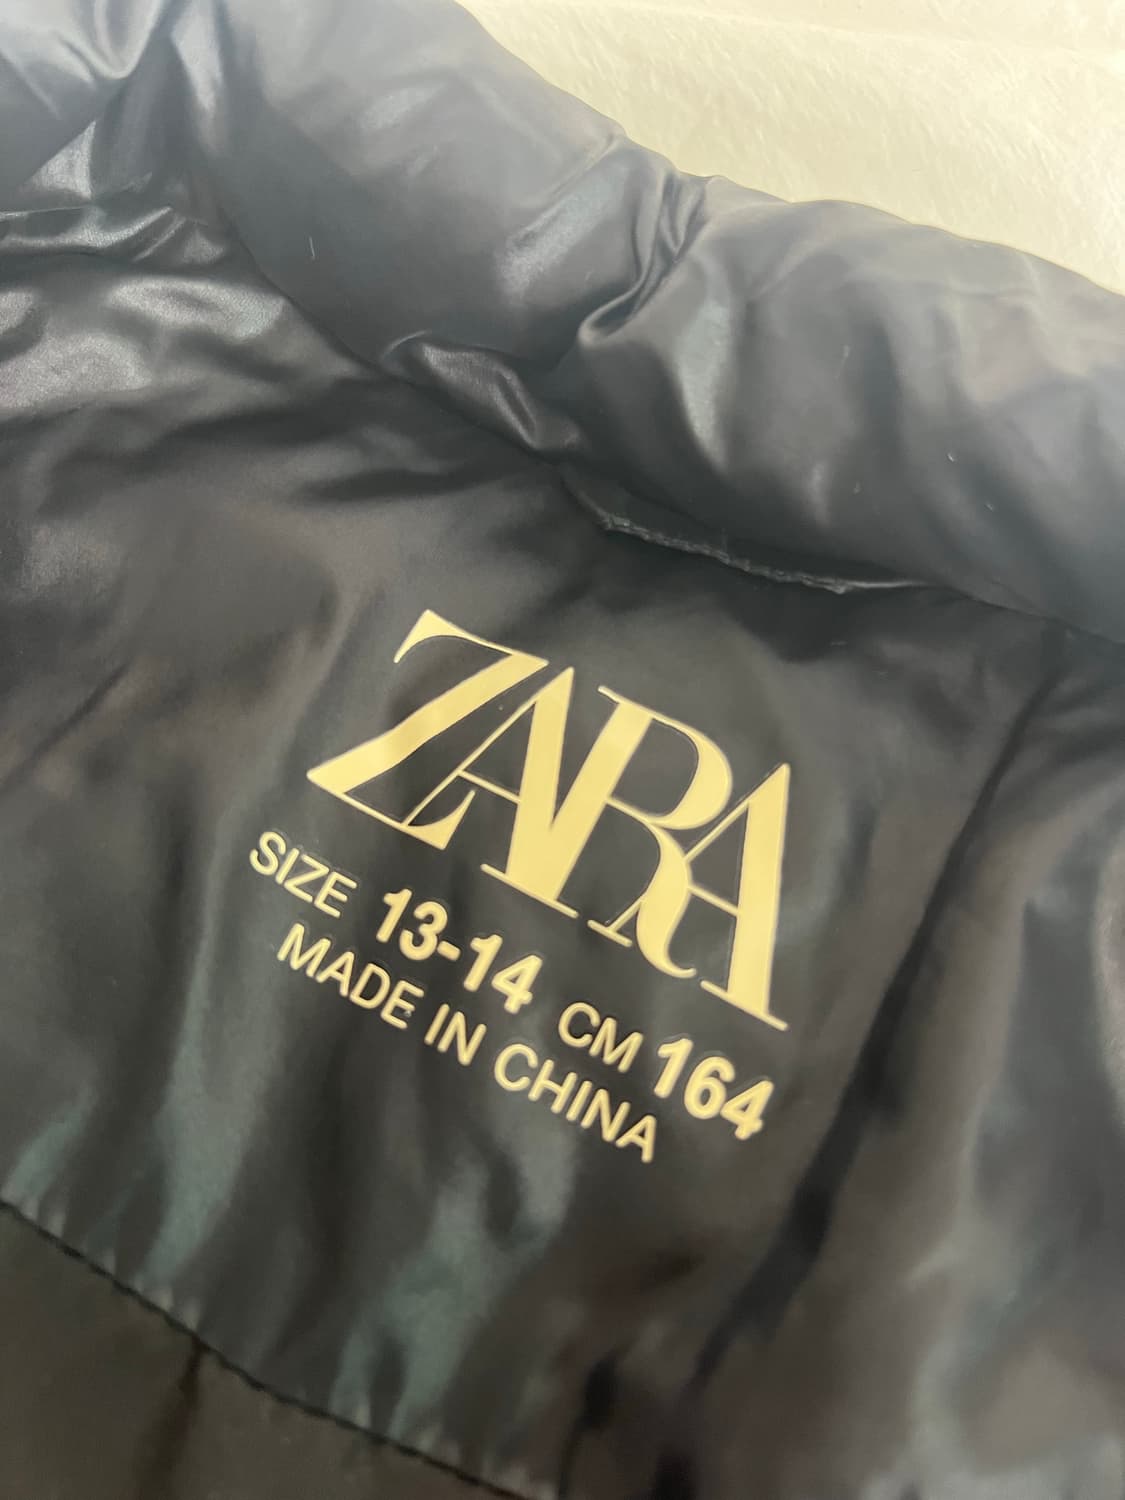 ZARA
SIZE 13-14 CM 164
MADE IN CHINA